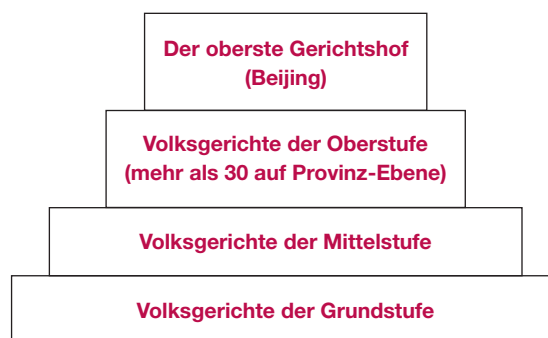 Der oberste Gerichtshof
(Beijing)
Volksgerichte der Oberstufe
(mehr als 30 auf Provinz-Ebene)
Volksgerichte der Mittelstufe
Volksgerichte der Grundstufe